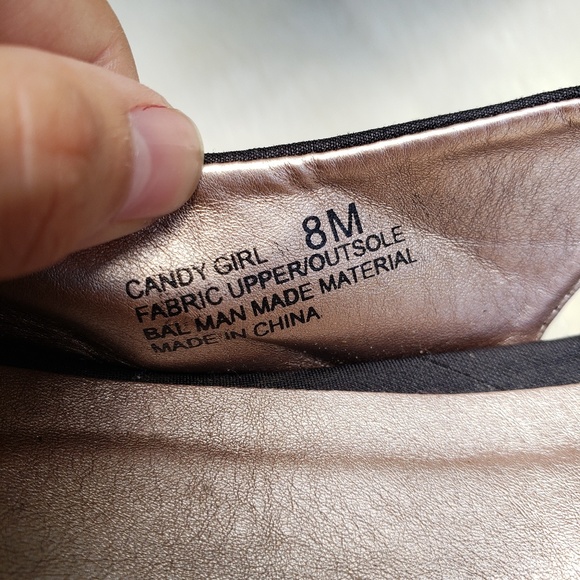 CANDY GIRL 8M
FABRIC UPPER/OUTSOLE
BAL MAN MADE MATERIAL
MADE IN CHINA